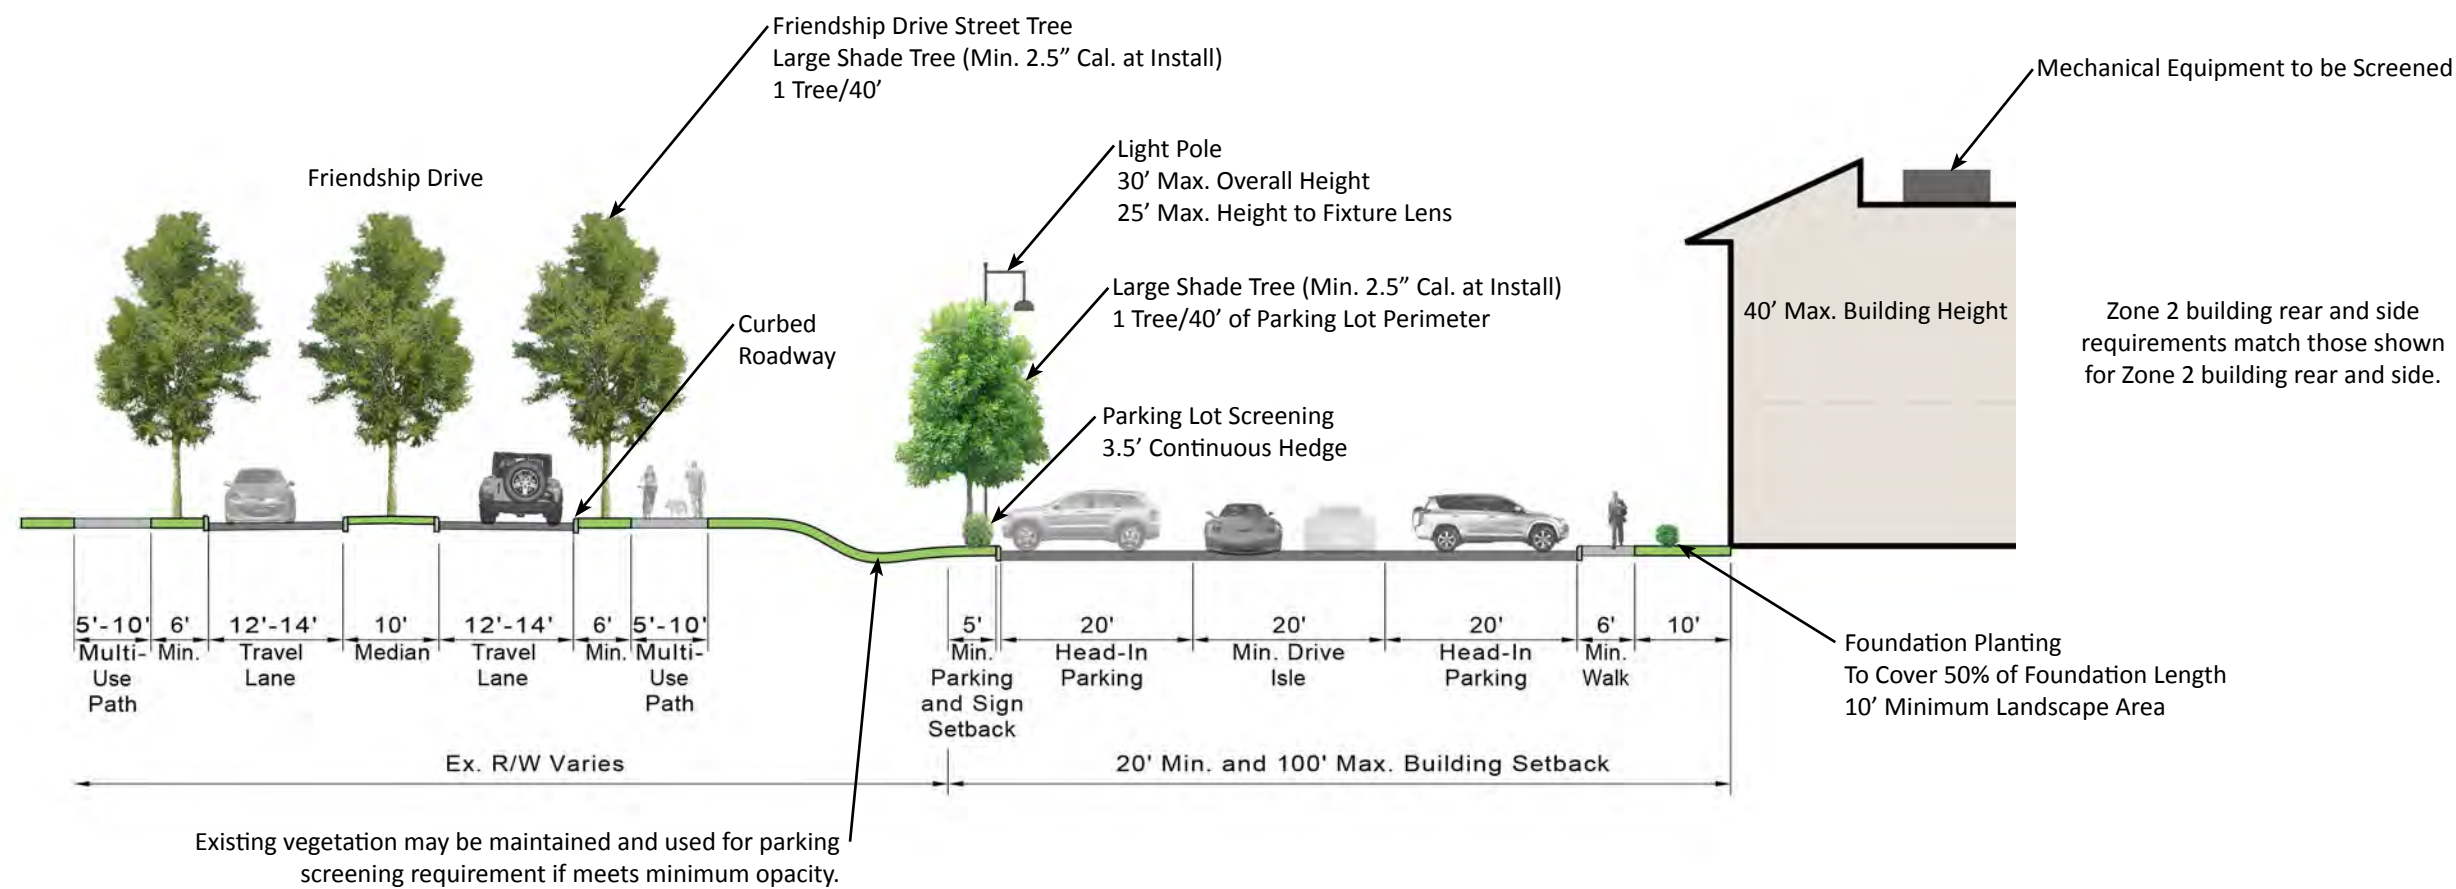 Friendship Drive Street Tree
Large Shade Tree (Min. 2.5” Cal. at Install)
1 Tree/40’
Mechanical Equipment to be Screened
Friendship Drive
Light Pole
30’ Max. Overall Height
25’ Max. Height to Fixture Lens
Large Shade Tree (Min. 2.5” Cal. at Install)
1 Tree/40’ of Parking Lot Perimeter
Curbed
Roadway
40’ Max. Building Height
Zone 2 building rear and side
requirements match those shown
for Zone 2 building rear and side.
Parking Lot Screening
3.5’ Continuous Hedge
5'-10'
Multi-
Use
Path
6'
Min.
12'-14'
Travel
Lane
10'
Median
12'-14'
Travel
Lane
6'
Min.
5'-10'
Multi-
Use
Path
5'
Min.
Parking
and Sign
Setback
20'
Head-In
Parking
20'
Min. Drive
Isle
20'
Head-In
Parking
6'
Min.
Walk
10'
Foundation Planting
To Cover 50% of Foundation Length
10’ Minimum Landscape Area
Ex. R/W Varies
20' Min. and 100' Max. Building Setback
Existing vegetation may be maintained and used for parking
screening requirement if meets minimum opacity.